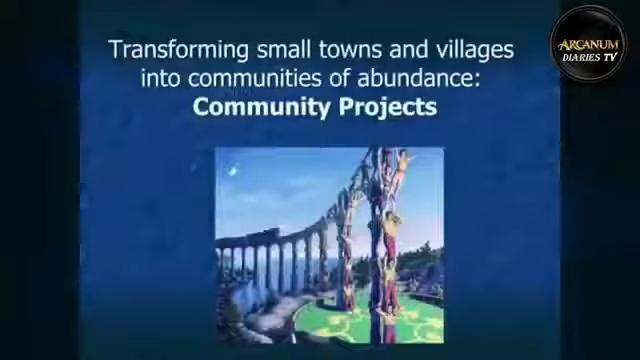 Transforming small towns and villages
into communities of abundance:
Community Projects
ARCANUM
DIARIES TV